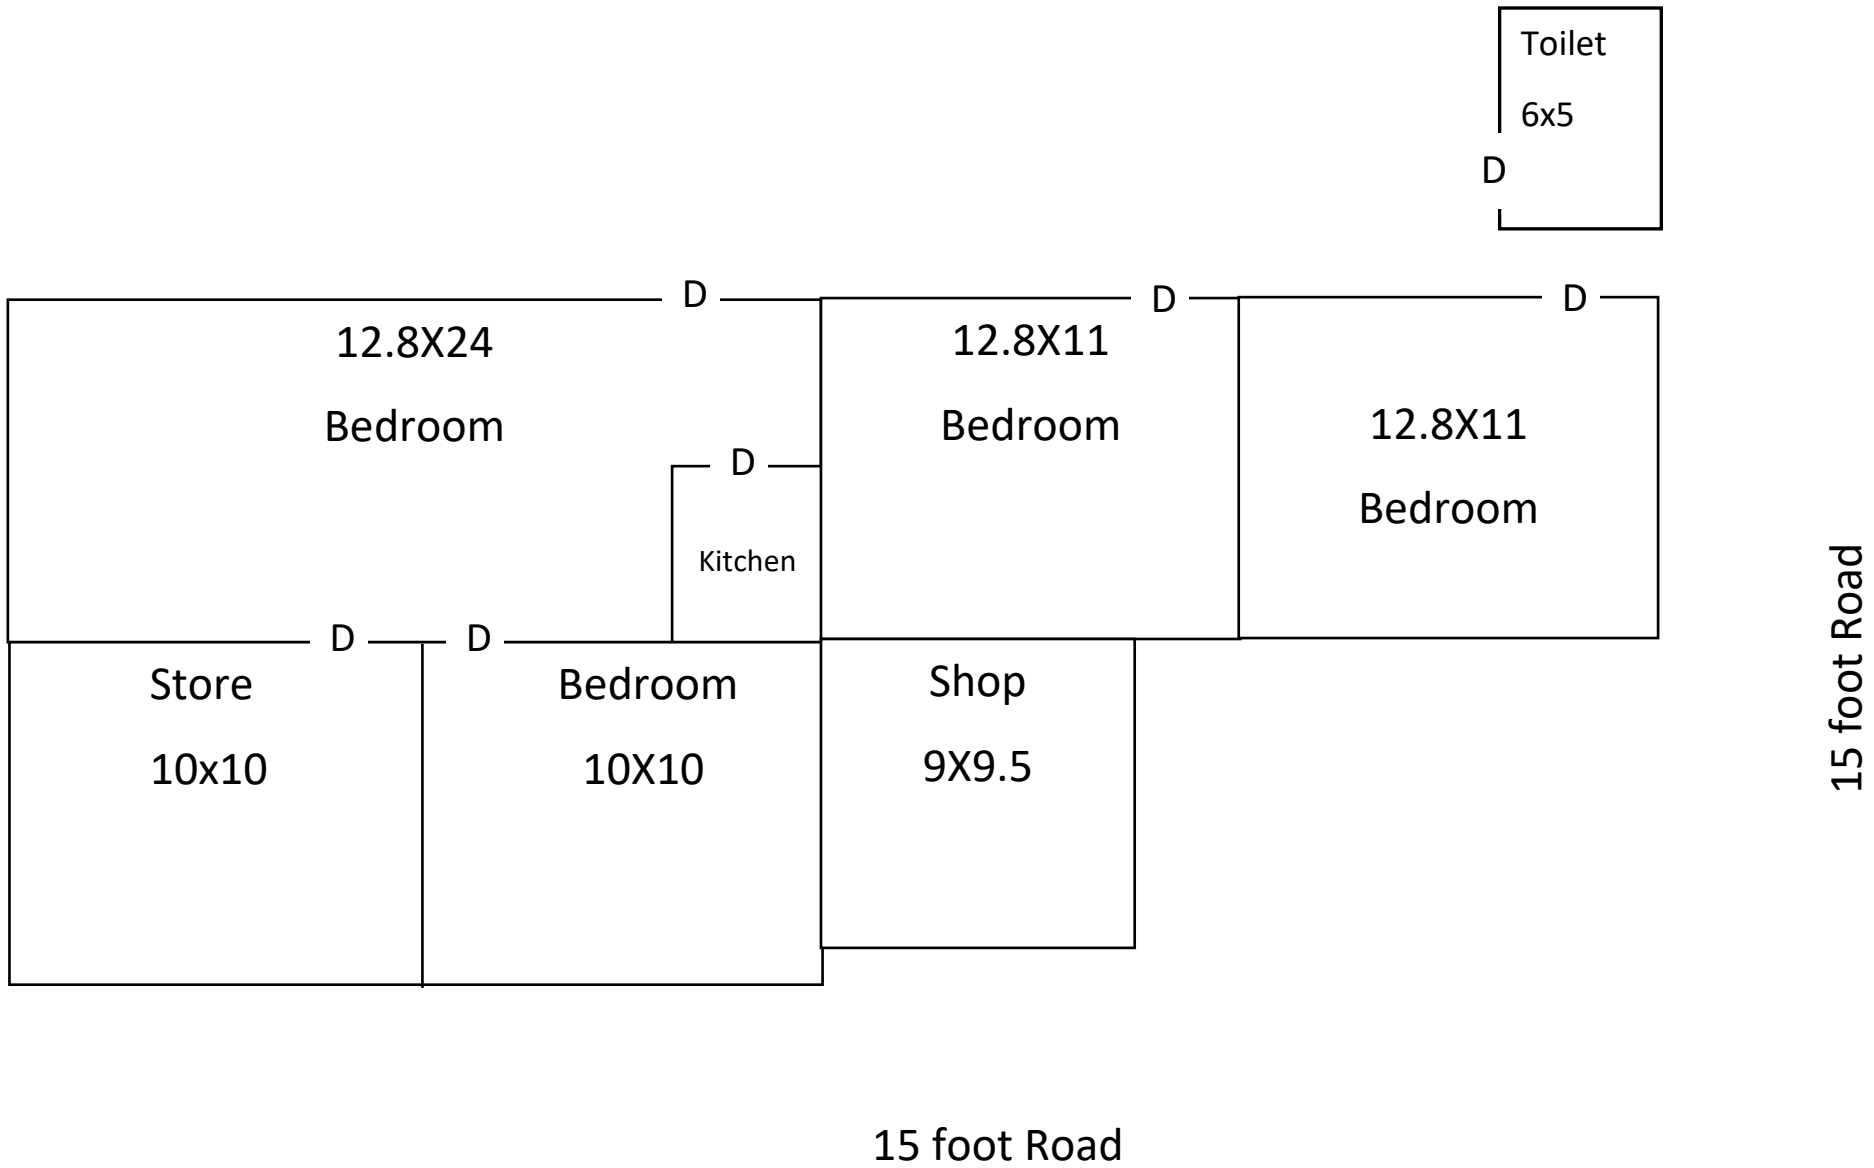 Toilet
6x5
D
D
D
D
12.8X24
Bedroom
12.8X11
Bedroom
12.8X11
Bedroom
D
Kitchen
D
D
Store
10x10
Bedroom
10X10
Shop
9X9.5
15 foot Road
15 foot Road